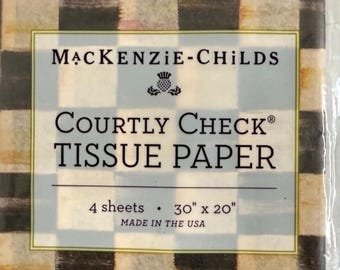 MACKENZIE-CHILDS
COURTLY CHECK®
TISSUE PAPER
4 sheets • 30" x 20"
MADE IN THE USA